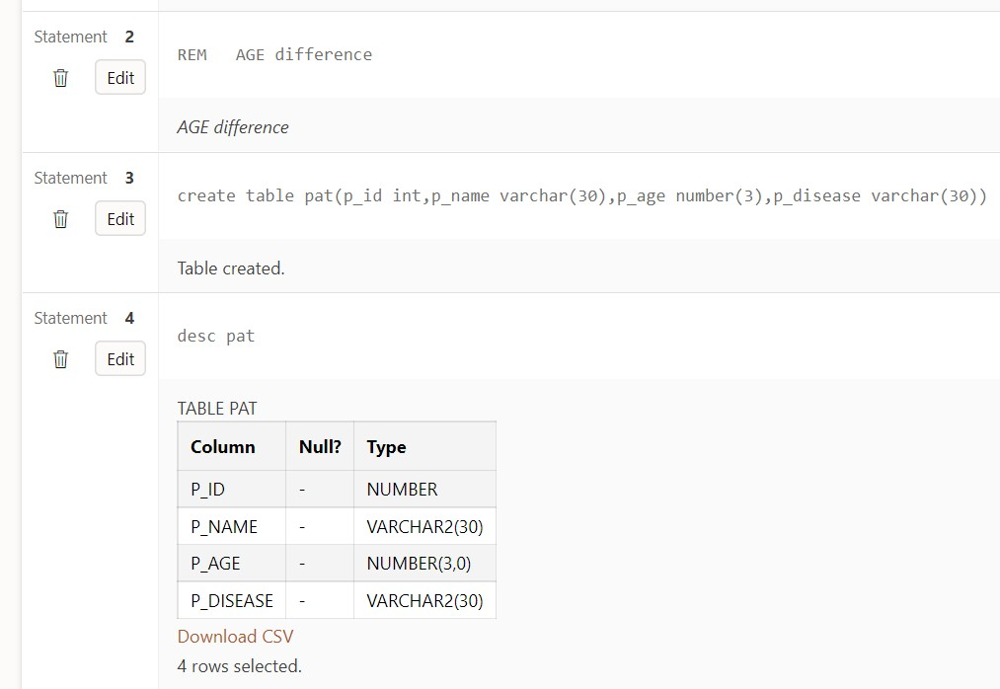 Statement 2
Edit
REM   AGE difference
AGE difference
Statement 3
Edit
create table pat(p_id int,p_name varchar(30),p_age number(3),p_disease varchar(30))
Table created.
Statement 4
Edit
desc pat
TABLE PAT
Column Null? Type
P_ID - NUMBER
P_NAME - VARCHAR2(30)
P_AGE - NUMBER(3,0)
P_DISEASE - VARCHAR2(30)
Download CSV
4 rows selected.